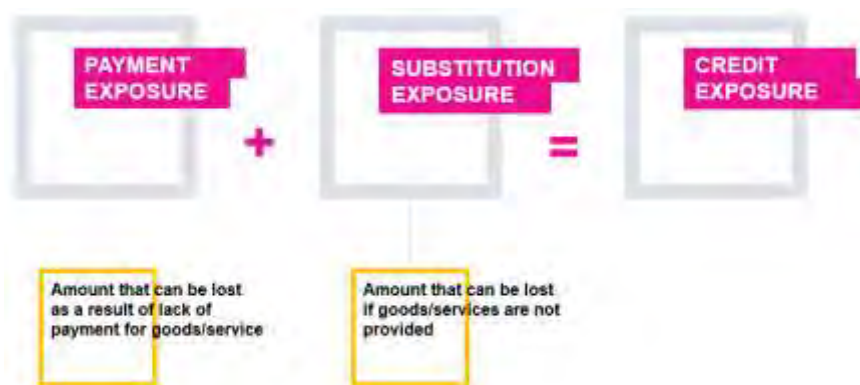 PAYMENT
EXPOSURE
+
SUBSTITUTION
EXPOSURE
=
CREDIT
EXPOSURE
Amount that can be lost
as a result of lack of
payment for goods/service
Amount that can be lost
if goods/services are not
provided